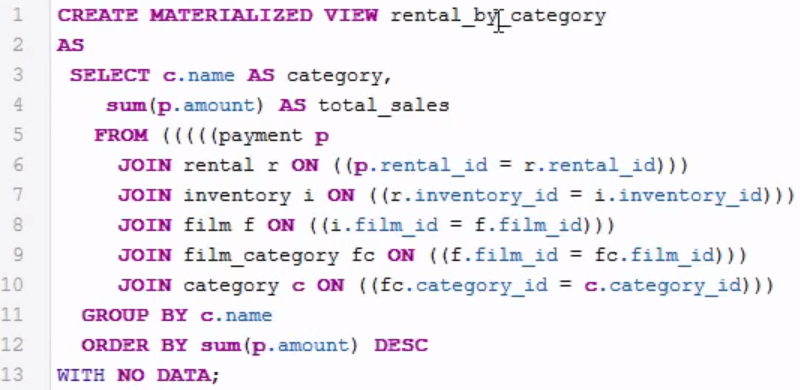 1 CREATE MATERIALIZED VIEW rental_by_category
2 AS
3 SELECT c.name AS category,
4 sum(p.amount) AS total_sales
5 FROM (((((payment p
6 JOIN rental r ON ((p.rental_id = r.rental_id)))
7 JOIN inventory i ON ((r.inventory_id = i.inventory_id)))
8 JOIN film f ON ((i.film_id = f.film_id)))
9 JOIN film_category fc ON ((f.film_id = fc.film_id)))
10 JOIN category c ON ((fc.category_id = c.category_id)))
11 GROUP BY c.name
12 ORDER BY sum(p.amount) DESC
13 WITH NO DATA;